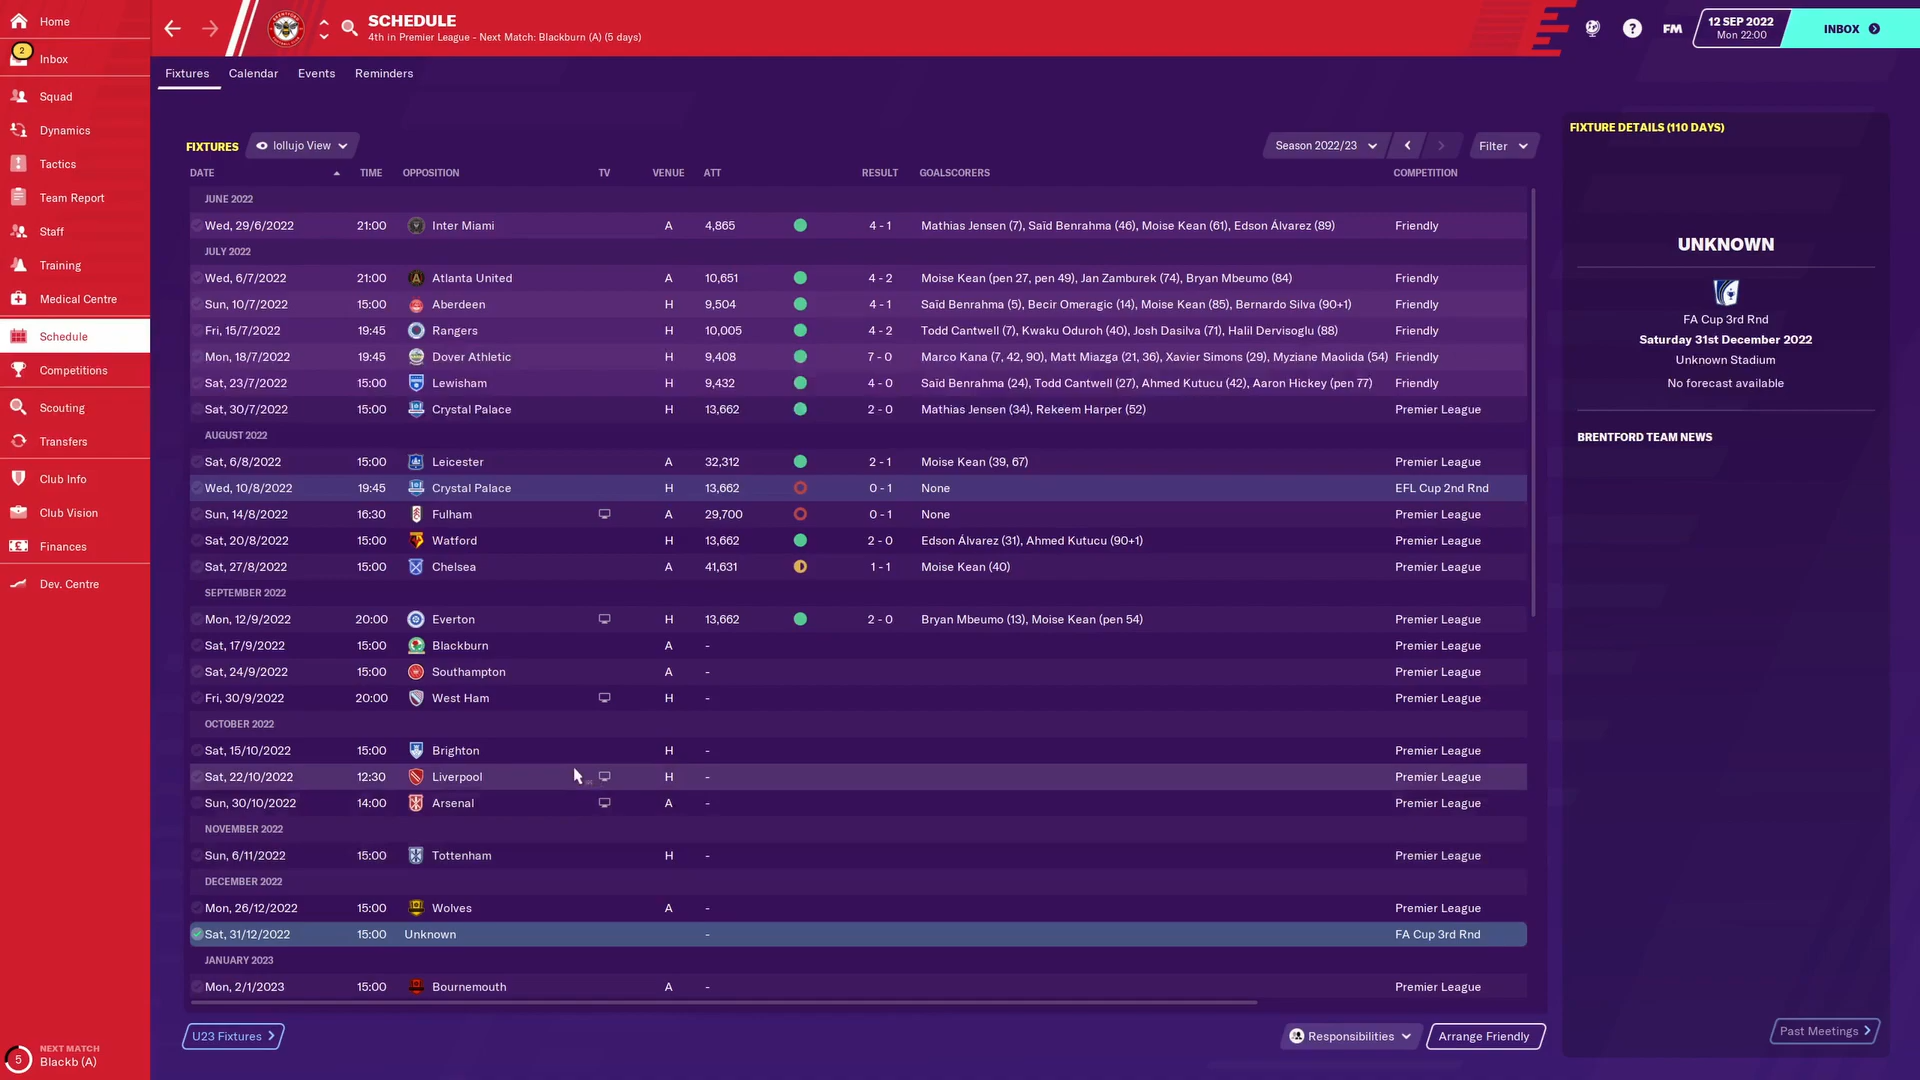 Home
2
Inbox
Squad
Dynamics
Tactics
Team Report
Staff
Training
Medical Centre
Schedule
Competitions
Scouting
Transfers
Club Info
Club Vision
Finances
Dev. Centre
5
NEXT MATCH
Blackb (A)
SCHEDULE
4th in Premier League - Next Match: Blackburn (A) (5 days)
?
FM
12 SEP 2022
Mon 22:00
INBOX
Fixtures Calendar Events Reminders
FIXTURES lollujo View Season 2022/23 Filter
DATE TIME OPPOSITION TV VENUE ATT RESULT GOALSCORERS COMPETITION
JUNE 2022
Wed, 29/6/2022 21:00 Inter Miami A 4,865 4 - 1 Mathias Jensen (7), Saïd Benrahma (46), Moise Kean (61), Edson Álvarez (89) Friendly
JULY 2022
Wed, 6/7/2022 21:00 Atlanta United A 10,651 4 - 2 Moise Kean (pen 27, pen 49), Jan Zamburek (74), Bryan Mbeumo (84) Friendly
Sun, 10/7/2022 15:00 Aberdeen H 9,504 4 - 1 Saïd Benrahma (5), Becir Omeragic (14), Moise Kean (85), Bernardo Silva (90+1) Friendly
Fri, 15/7/2022 19:45 Rangers H 10,005 4 - 2 Todd Cantwell (7), Kwaku Oduroh (40), Josh Dasilva (71), Halil Dervisoglu (88) Friendly
Mon, 18/7/2022 19:45 Dover Athletic H 9,408 7 - 0 Marco Kana (7, 42, 90), Matt Miazga (21, 36), Xavier Simons (29), Myziane Maolida (54) Friendly
Sat, 23/7/2022 15:00 Lewisham H 9,432 4 - 0 Saïd Benrahma (24), Todd Cantwell (27), Ahmed Kutucu (42), Aaron Hickey (pen 77) Friendly
Sat, 30/7/2022 15:00 Crystal Palace H 13,662 2 - 0 Mathias Jensen (34), Rekeem Harper (52) Premier League
AUGUST 2022
Sat, 6/8/2022 15:00 Leicester A 32,312 2 - 1 Moise Kean (39, 67) Premier League
Wed, 10/8/2022 19:45 Crystal Palace H 13,662 0 - 1 None EFL Cup 2nd Rnd
Sun, 14/8/2022 16:30 Fulham A 29,700 0 - 1 None Premier League
Sat, 20/8/2022 15:00 Watford H 13,662 2 - 0 Edson Álvarez (31), Ahmed Kutucu (90+1) Premier League
Sat, 27/8/2022 15:00 Chelsea A 41,631 1 - 1 Moise Kean (40) Premier League
SEPTEMBER 2022
Mon, 12/9/2022 20:00 Everton H 13,662 2 - 0 Bryan Mbeumo (13), Moise Kean (pen 54) Premier League
Sat, 17/9/2022 15:00 Blackburn A - Premier League
Sat, 24/9/2022 15:00 Southampton A - Premier League
Fri, 30/9/2022 20:00 West Ham H - Premier League
OCTOBER 2022
Sat, 15/10/2022 15:00 Brighton H - Premier League
Sat, 22/10/2022 12:30 Liverpool H - Premier League
Sun, 30/10/2022 14:00 Arsenal A - Premier League
NOVEMBER 2022
Sun, 6/11/2022 15:00 Tottenham H - Premier League
DECEMBER 2022
Mon, 26/12/2022 15:00 Wolves A - Premier League
Sat, 31/12/2022 15:00 Unknown - FA Cup 3rd Rnd
JANUARY 2023
Mon, 2/1/2023 15:00 Bournemouth A - Premier League
U23 Fixtures Responsibilities Arrange Friendly
FIXTURE DETAILS (110 DAYS)
UNKNOWN
FA Cup 3rd Rnd
Saturday 31st December 2022
Unknown Stadium
No forecast available
BRENTFORD TEAM NEWS
Past Meetings